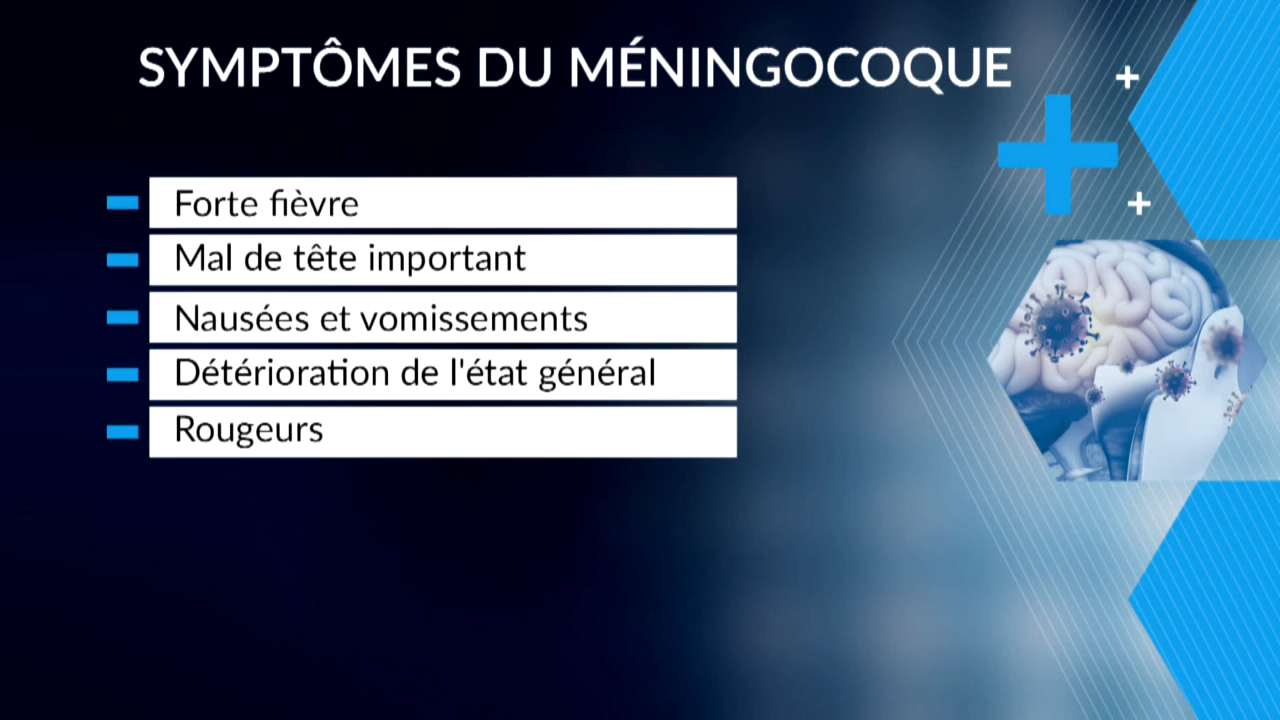 SYMPTÔMES DU MÉNINGOCOQUE
Forte fièvre
Mal de tête important
Nausées et vomissements
Détérioration de l'état général
Rougeurs